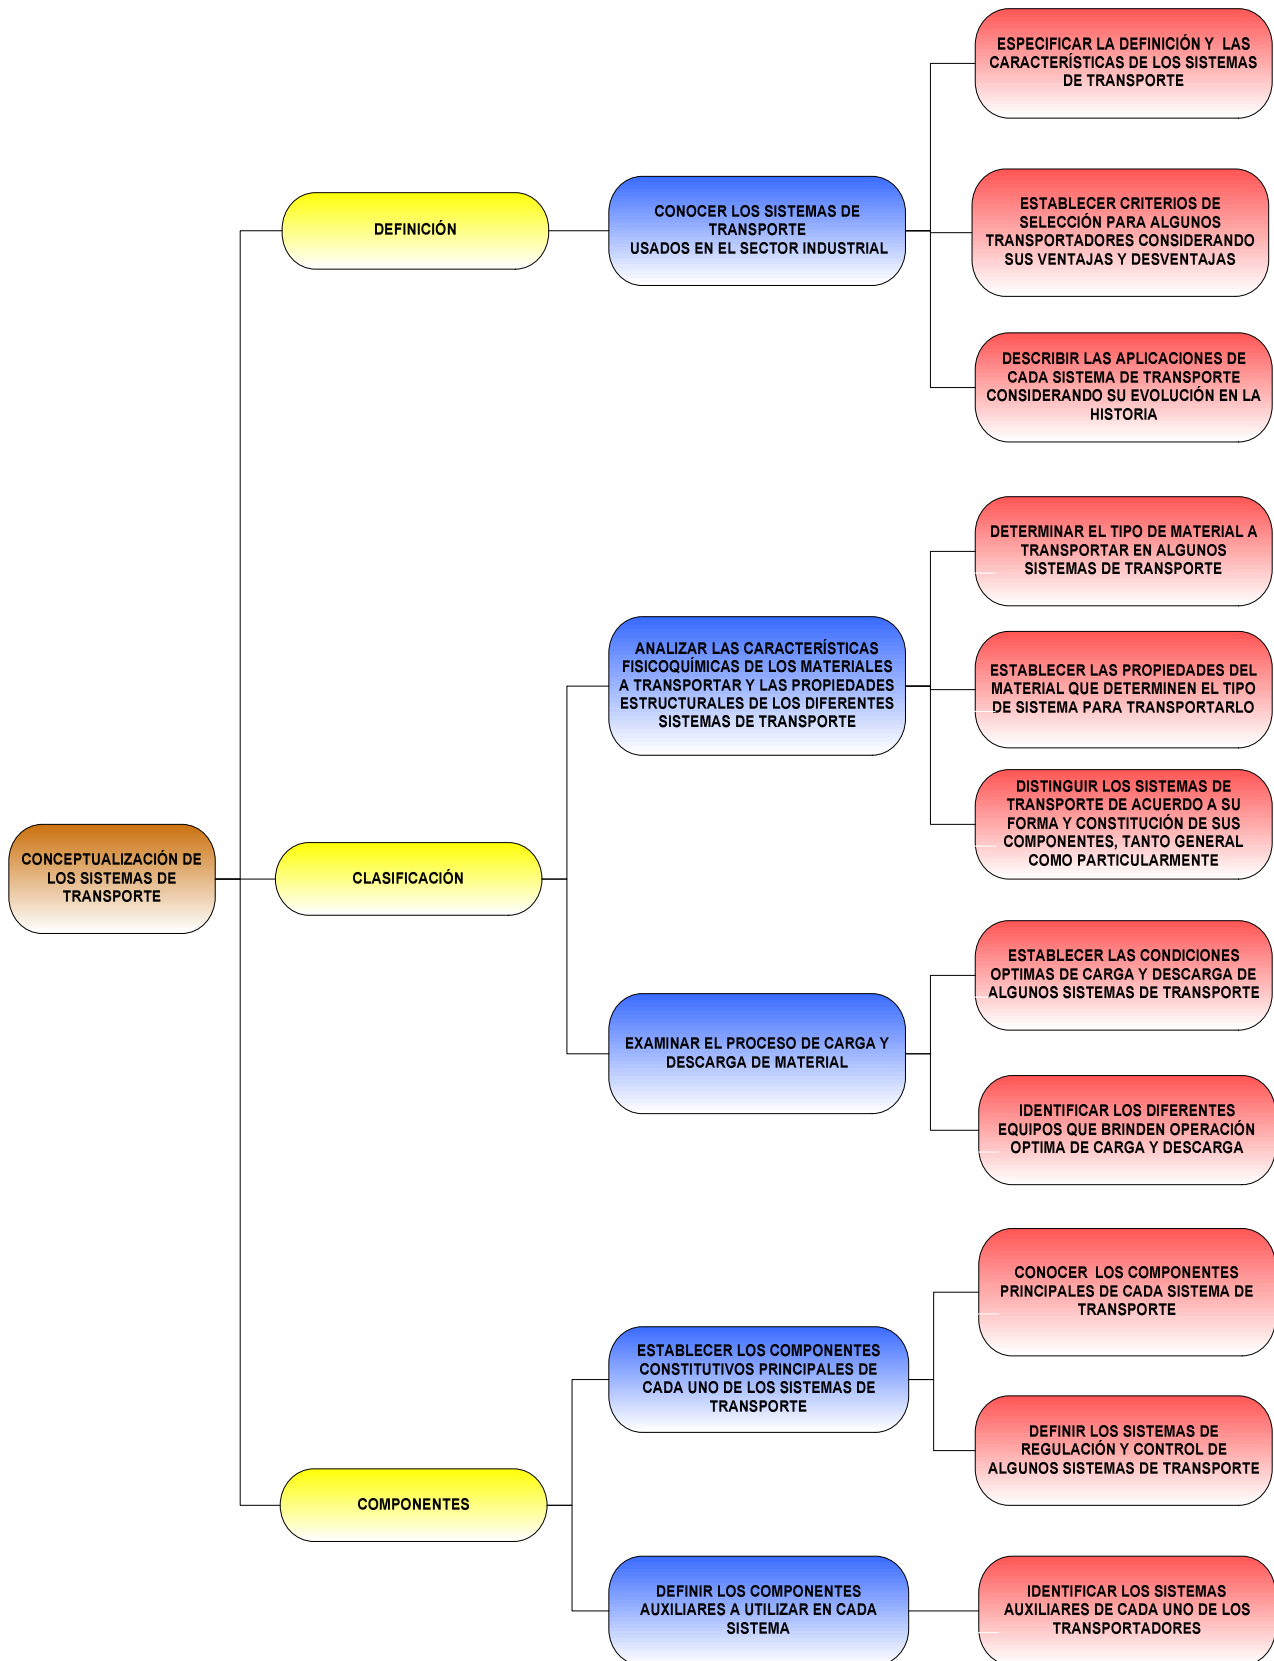 CONCEPTUALIZACIÓN DE
LOS SISTEMAS DE
TRANSPORTE
DEFINICIÓN
CONOCER LOS SISTEMAS DE
TRANSPORTE
USADOS EN EL SECTOR INDUSTRIAL
ESPECIFICAR LA DEFINICIÓN Y LAS
CARACTERÍSTICAS DE LOS SISTEMAS
DE TRANSPORTE
ESTABLECER CRITERIOS DE
SELECCIÓN PARA ALGUNOS
TRANSPORTADORES CONSIDERANDO
SUS VENTAJAS Y DESVENTAJAS
DESCRIBIR LAS APLICACIONES DE
CADA SISTEMA DE TRANSPORTE
CONSIDERANDO SU EVOLUCIÓN EN LA
HISTORIA
CLASIFICACIÓN
ANALIZAR LAS CARACTERÍSTICAS
FISICOQUÍMICAS DE LOS MATERIALES
A TRANSPORTAR Y LAS PROPIEDADES
ESTRUCTURALES DE LOS DIFERENTES
SISTEMAS DE TRANSPORTE
DETERMINAR EL TIPO DE MATERIAL A
TRANSPORTAR EN ALGUNOS
SISTEMAS DE TRANSPORTE
ESTABLECER LAS PROPIEDADES DEL
MATERIAL QUE DETERMINEN EL TIPO
DE SISTEMA PARA TRANSPORTARLO
DISTINGUIR LOS SISTEMAS DE
TRANSPORTE DE ACUERDO A SU
FORMA Y CONSTITUCIÓN DE SUS
COMPONENTES, TANTO GENERAL
COMO PARTICULARMENTE
EXAMINAR EL PROCESO DE CARGA Y
DESCARGA DE MATERIAL
ESTABLECER LAS CONDICIONES
OPTIMAS DE CARGA Y DESCARGA DE
ALGUNOS SISTEMAS DE TRANSPORTE
IDENTIFICAR LOS DIFERENTES
EQUIPOS QUE BRINDEN OPERACIÓN
OPTIMA DE CARGA Y DESCARGA
COMPONENTES
ESTABLECER LOS COMPONENTES
CONSTITUTIVOS PRINCIPALES DE
CADA UNO DE LOS SISTEMAS DE
TRANSPORTE
CONOCER LOS COMPONENTES
PRINCIPALES DE CADA SISTEMA DE
TRANSPORTE
DEFINIR LOS SISTEMAS DE
REGULACIÓN Y CONTROL DE
ALGUNOS SISTEMAS DE TRANSPORTE
DEFINIR LOS COMPONENTES
AUXILIARES A UTILIZAR EN CADA
SISTEMA
IDENTIFICAR LOS SISTEMAS
AUXILIARES DE CADA UNO DE LOS
TRANSPORTADORES